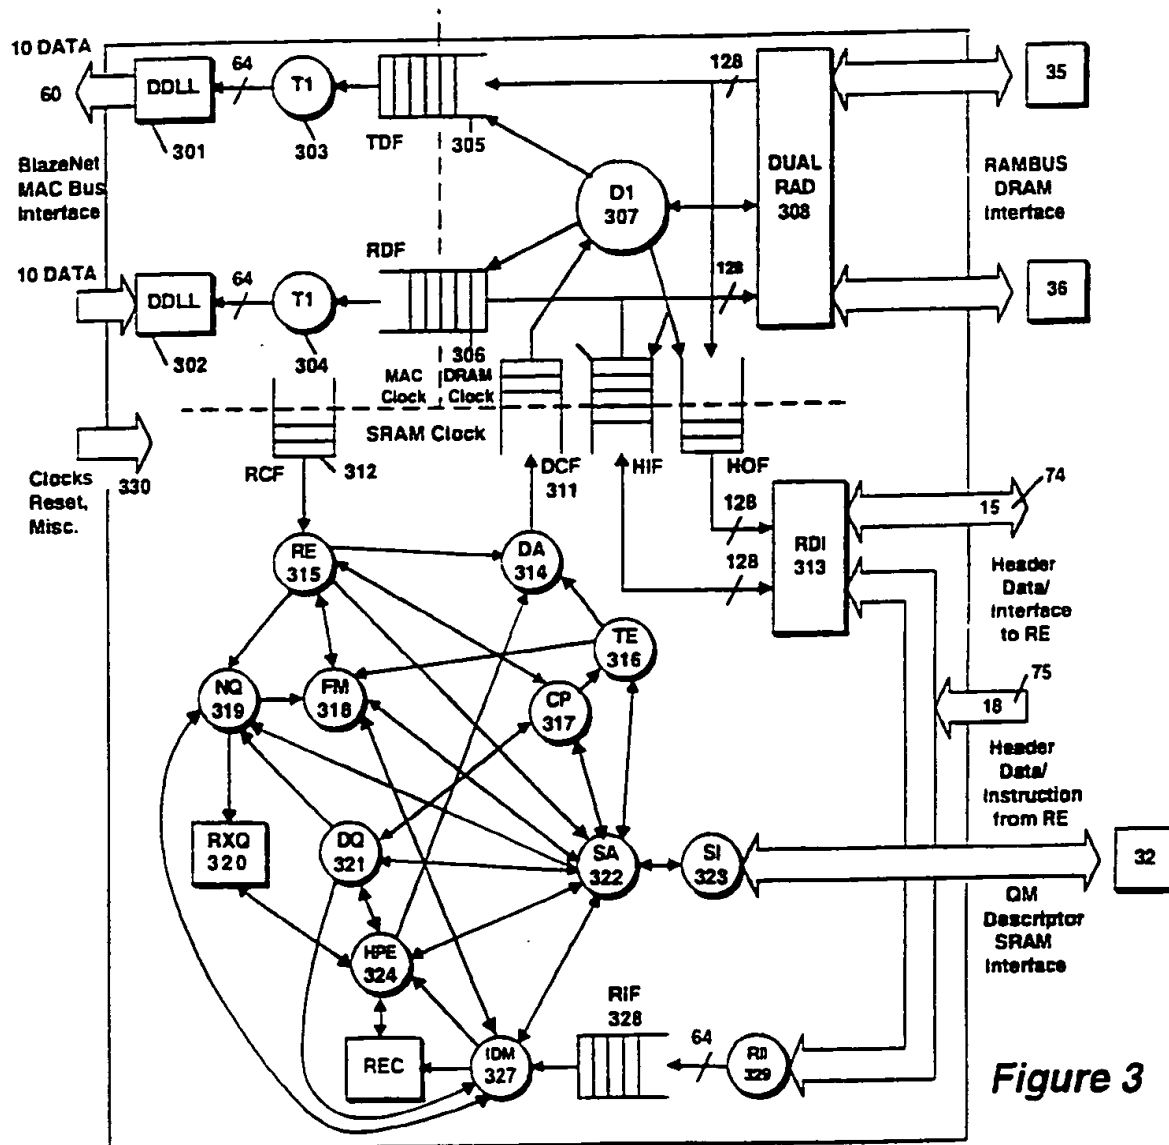 10 DATA
60
DDLL
301
64
T1
303
TDF
305
128
DUAL
RAD
308
35
BlazeNet
MAC Bus
Interface
D1
307
RAMBUS
DRAM
Interface
10 DATA
DDLL
302
64
T1
304
RDF
306
128
36
MAC
Clock
DRAM
Clock
SRAM Clock
Clocks
Reset,
Misc.
330
RCF
312
DCF
311
HIF
HOF
128
128
RDI
313
15
74
Header
Data/
Interface
to RE
RE
315
DA
314
TE
316
NQ
319
FM
318
CP
317
18
75
Header
Data/
Instruction
from RE
RXQ
320
DQ
321
SA
322
SI
323
32
QM
Descriptor
SRAM
Interface
HPE
324
REC
IDM
327
RIF
328
64
329
Figure 3